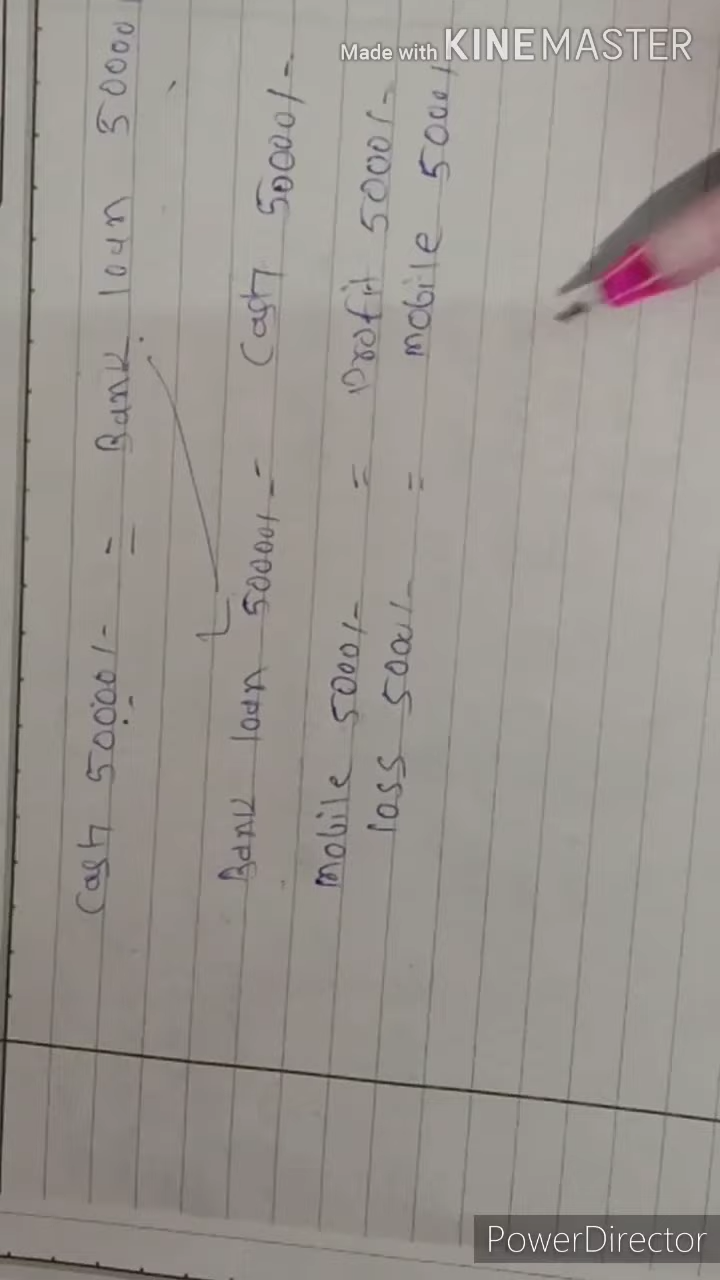 Made with KINEMASTER
Cash 50000/- = Bank loan 50000
Bank loan 50000/- = Cash 50000/-
Mobile 5000/- = Profit 5000/-
loss 5000/- = mobile 5000/
PowerDirector